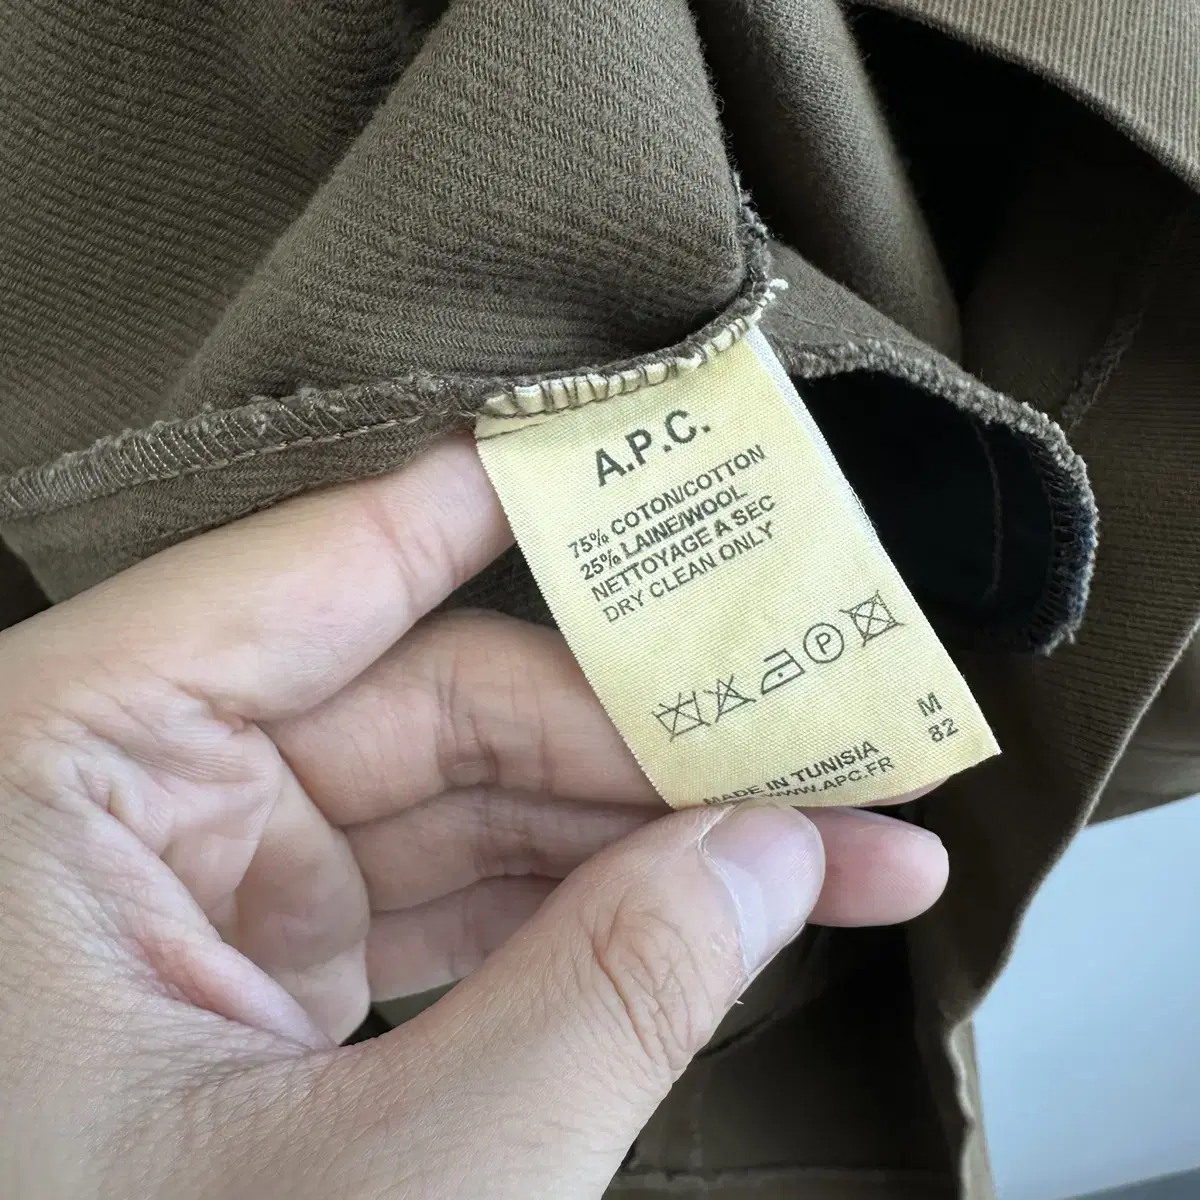 A.P.C.
75% COTON/COTTON
25% LAINE/WOOL
NETTOYAGE A SEC
DRY CLEAN ONLY
P
M
82
MADE IN TUNISIA
WWW.APC.FR